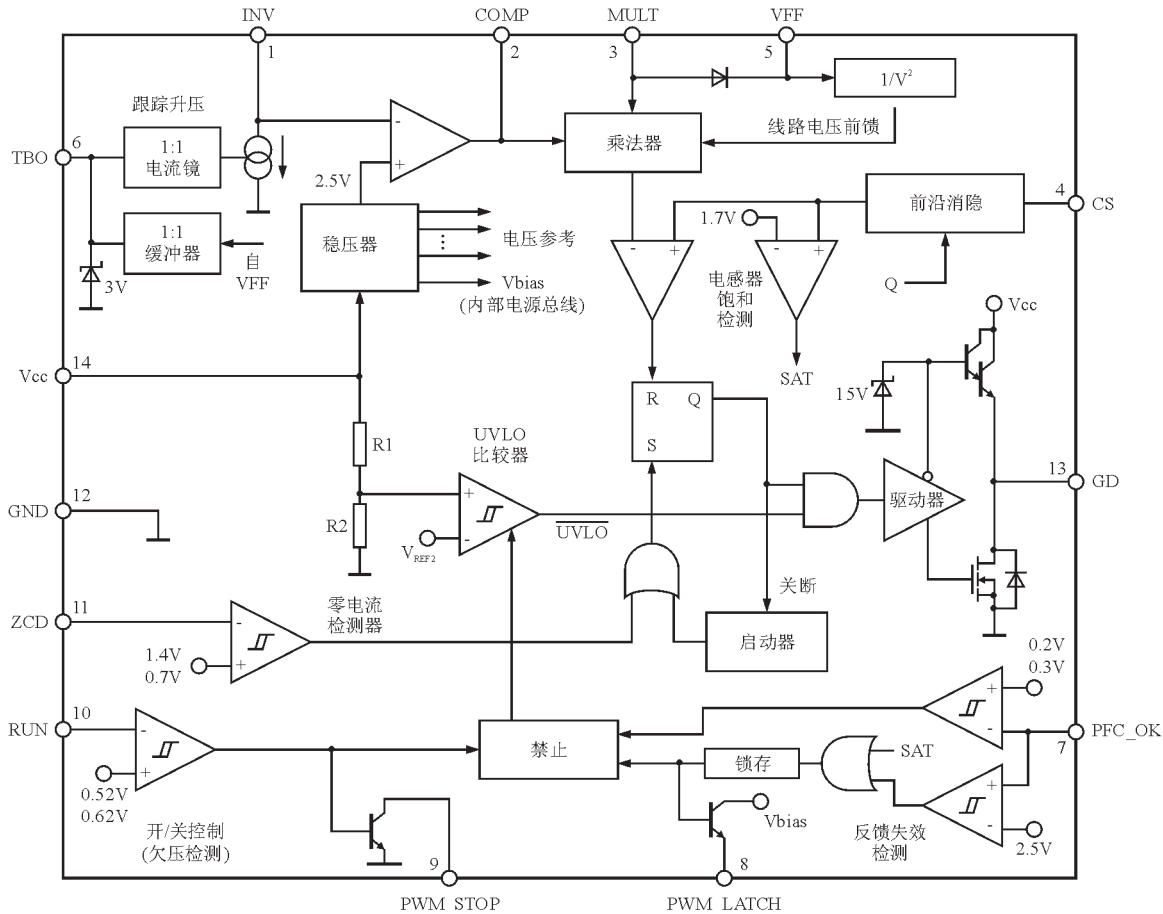 INV
COMP
MULT
VFF
1
2
3
5
1/V²
跟踪升压
6
TBO
1:1
电流镜
-
+
乘法器
线路电压前馈
2.5V
1:1
缓冲器
自
VFF
3V
稳压器
⋮
电压参考
Vbias
(内部电源总线)
1.7V
前沿消隐
4
CS
-
+
-
+
Q
电感器
饱和
检测
SAT
Vcc
14
Vcc
R
Q
S
15V
R1
UVLO
比较器
R2
+
-
VREF2
UVLO
驱动器
13
GD
12
GND
11
ZCD
零电流
检测器
-
+
1.4V
0.7V
关断
启动器
0.2V
0.3V
10
RUN
-
+
0.52V
0.62V
禁止
+
-
PFC_OK
7
锁存
SAT
+
-
2.5V
Vbias
反馈失效
检测
开/关控制
(欠压检测)
9
8
PWM_STOP
PWM_LATCH